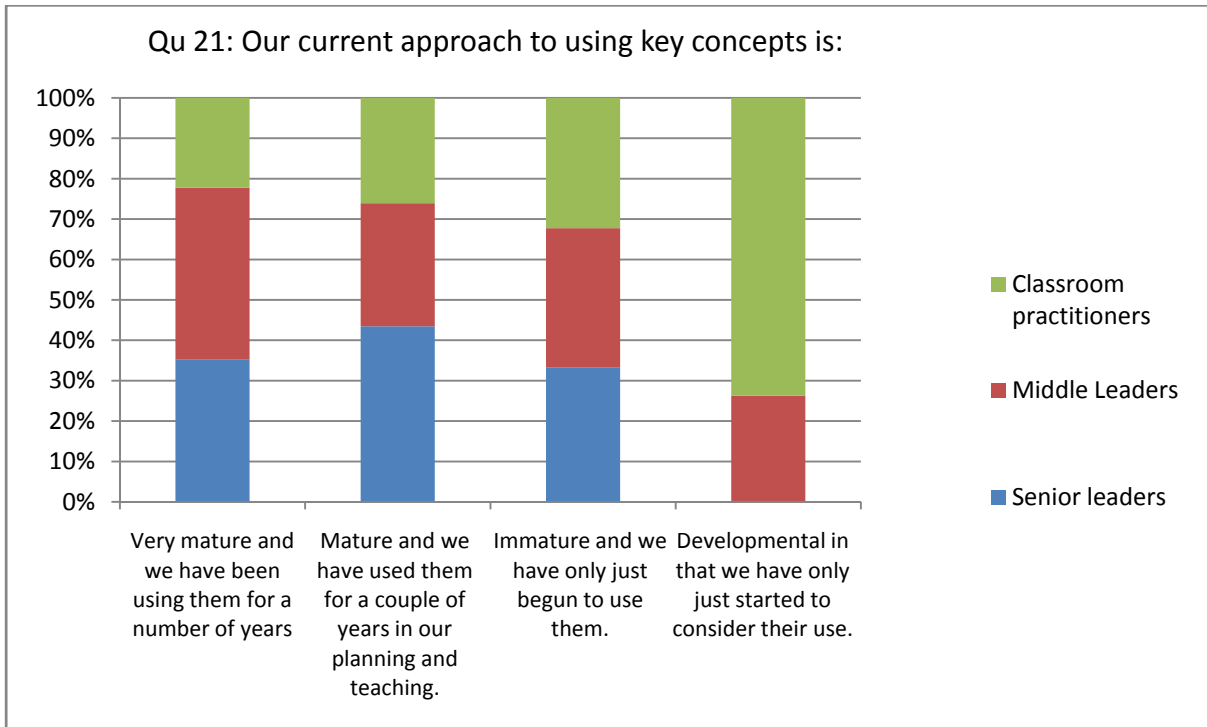 Qu 21: Our current approach to using key concepts is:
100%
90%
80%
70%
60%
50%
40%
30%
20%
10%
0%
Very mature and
we have been
using them for a
number of years
Mature and we
have used them
for a couple of
years in our
planning and
teaching.
Immature and we
have only just
begun to use
them.
Developmental in
that we have only
just started to
consider their use.
Classroom
practitioners
Middle Leaders
Senior leaders